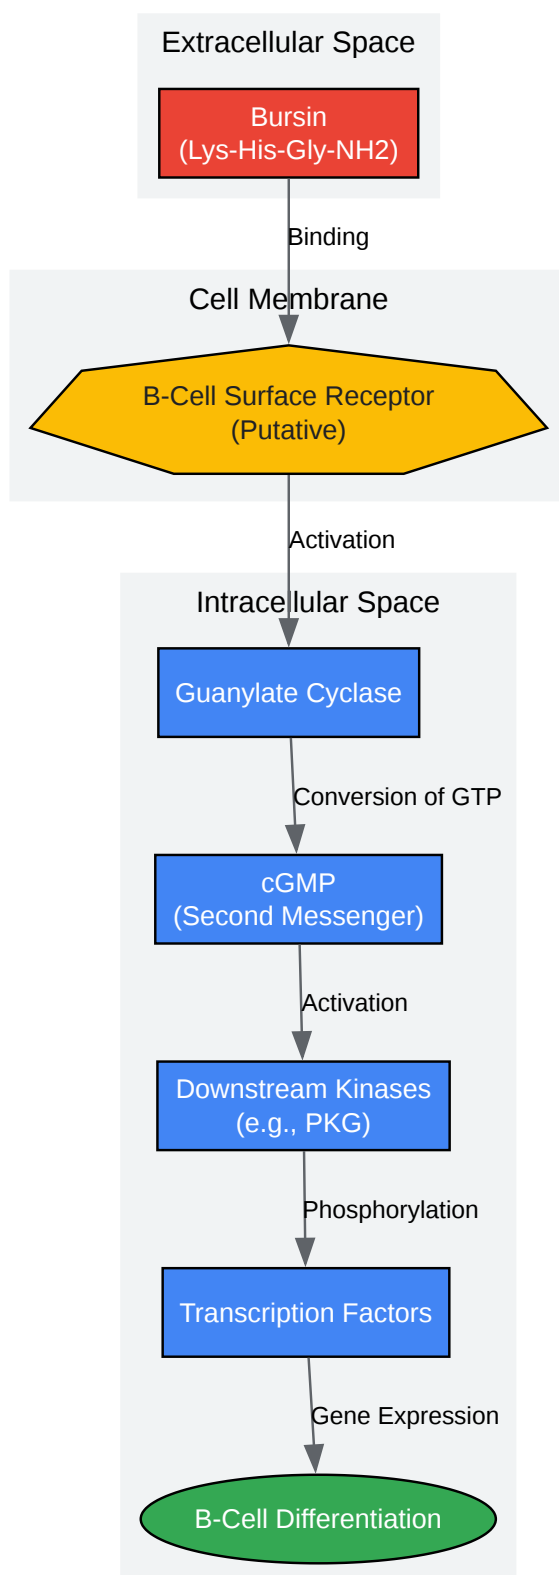 Extracellular Space
Bursin
(Lys-His-Gly-NH2)
Binding
Cell Membrane
B-Cell Surface Receptor
(Putative)
Activation
Intracellular Space
Guanylate Cyclase
Conversion of GTP
cGMP
(Second Messenger)
Activation
Downstream Kinases
(e.g., PKG)
Phosphorylation
Transcription Factors
Gene Expression
B-Cell Differentiation